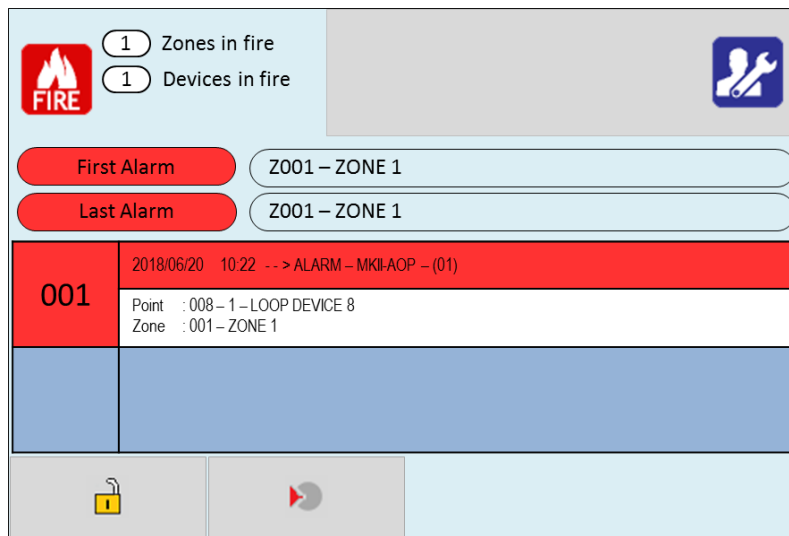 1 Zones in fire
1 Devices in fire
FIRE
First Alarm Z001 – ZONE 1
Last Alarm Z001 – ZONE 1
001
2018/06/20 10:22 - - > ALARM – MKII-AOP – (01)
Point : 008 – 1 – LOOP DEVICE 8
Zone : 001 – ZONE 1